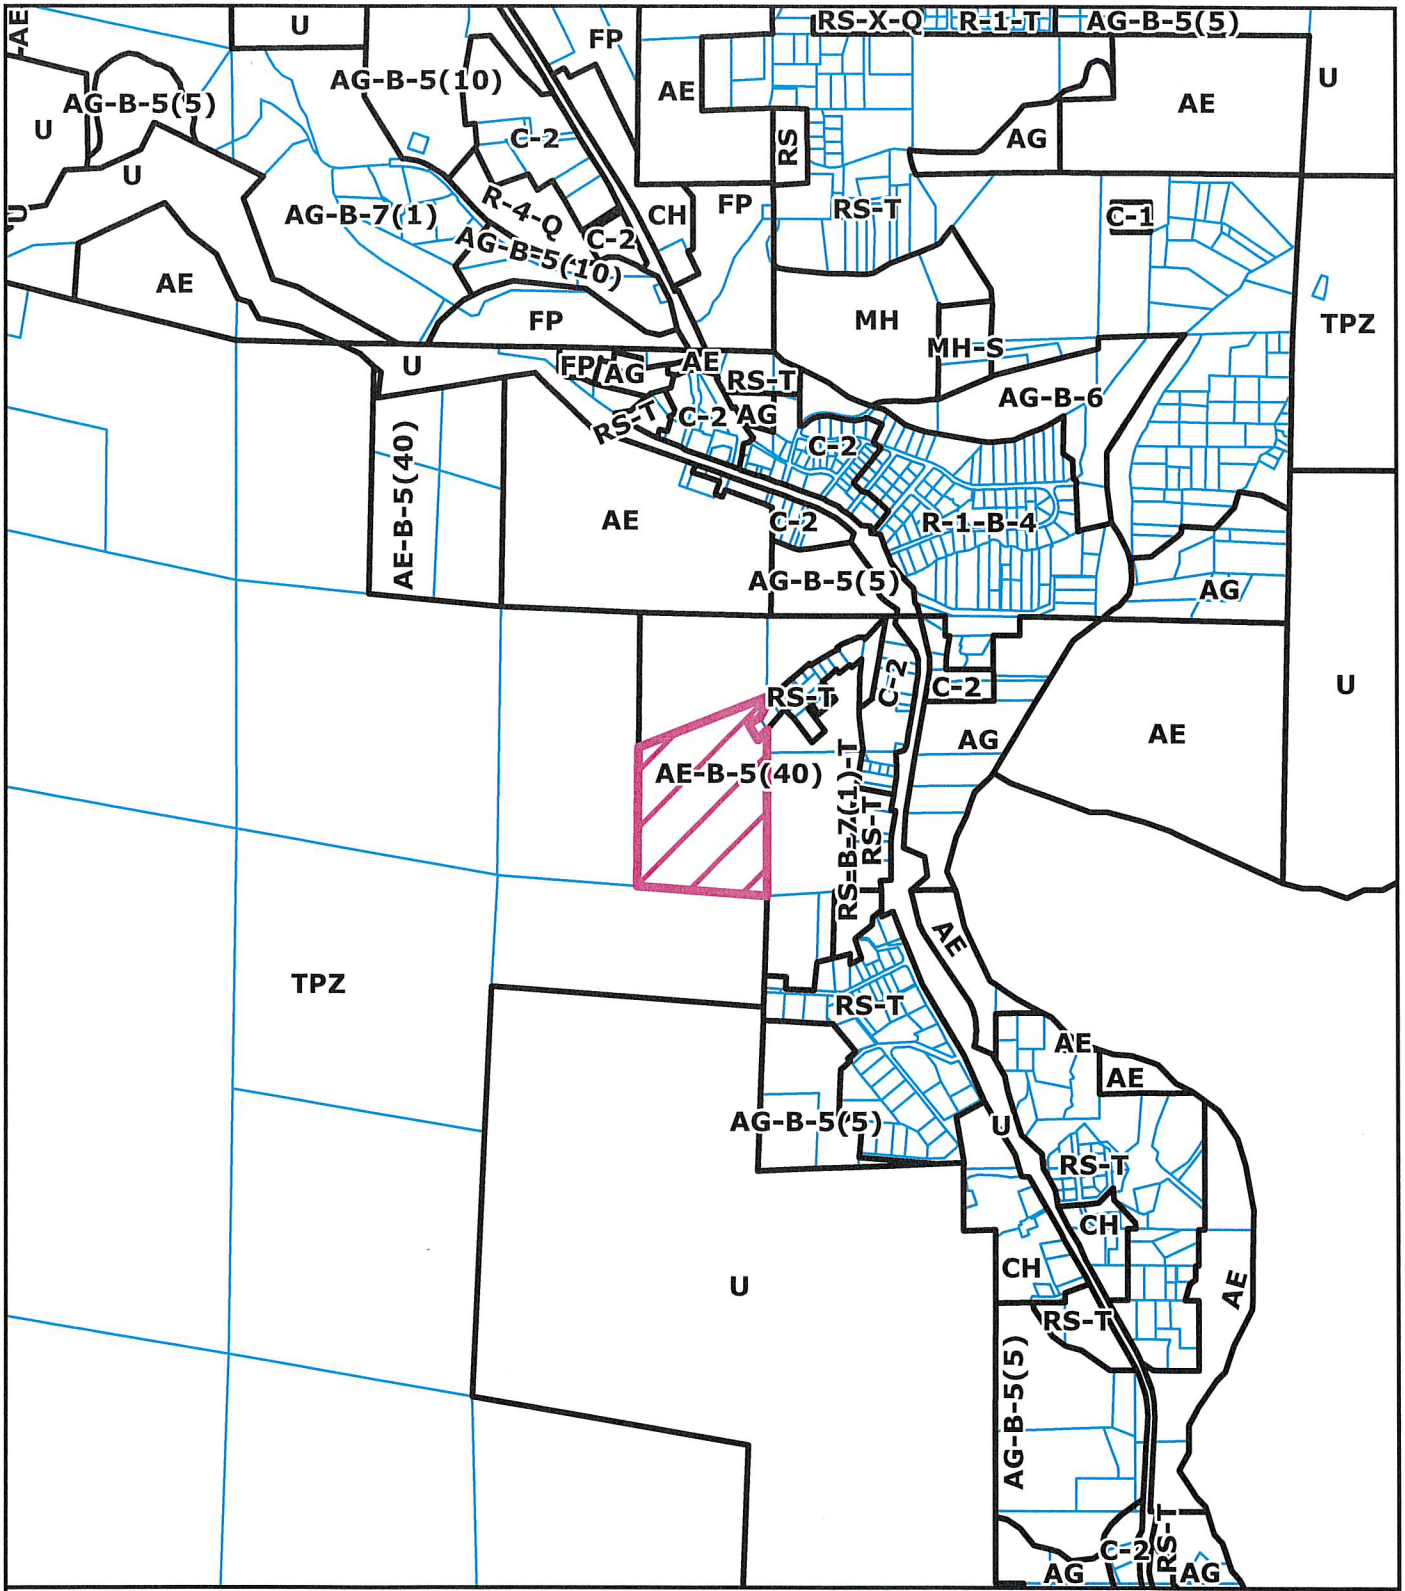 -AE
U
FP
RS-X-Q
R-1-T
AG-B-5(5)
AG-B-5(10)
AE
U
AG-B-5(5)
AE
U
C-2
RS
AG
U
R-4-Q
CH
FP
RS-T
C-1
U
AG-B-7(1)
C-2
AG-B-5(10)
AE
FP
MH
TPZ
MH-S
U
FP
AG
AE
RS-T
AG-B-6
RS-T
C-2
AG
C-2
AE-B-5(40)
AE
C-2
R-1-B-4
AG-B-5(5)
AG
RS-T
C-2
C-2
U
AG
AE
AE-B-5(40)
RS-B-7(1)-T
RS-T
AE
TPZ
RS-T
AE
AE
AG-B-5(5)
U
RS-T
CH
CH
U
AE
RS-T
AG-B-5(5)
C-2
RS-T
AG
AG